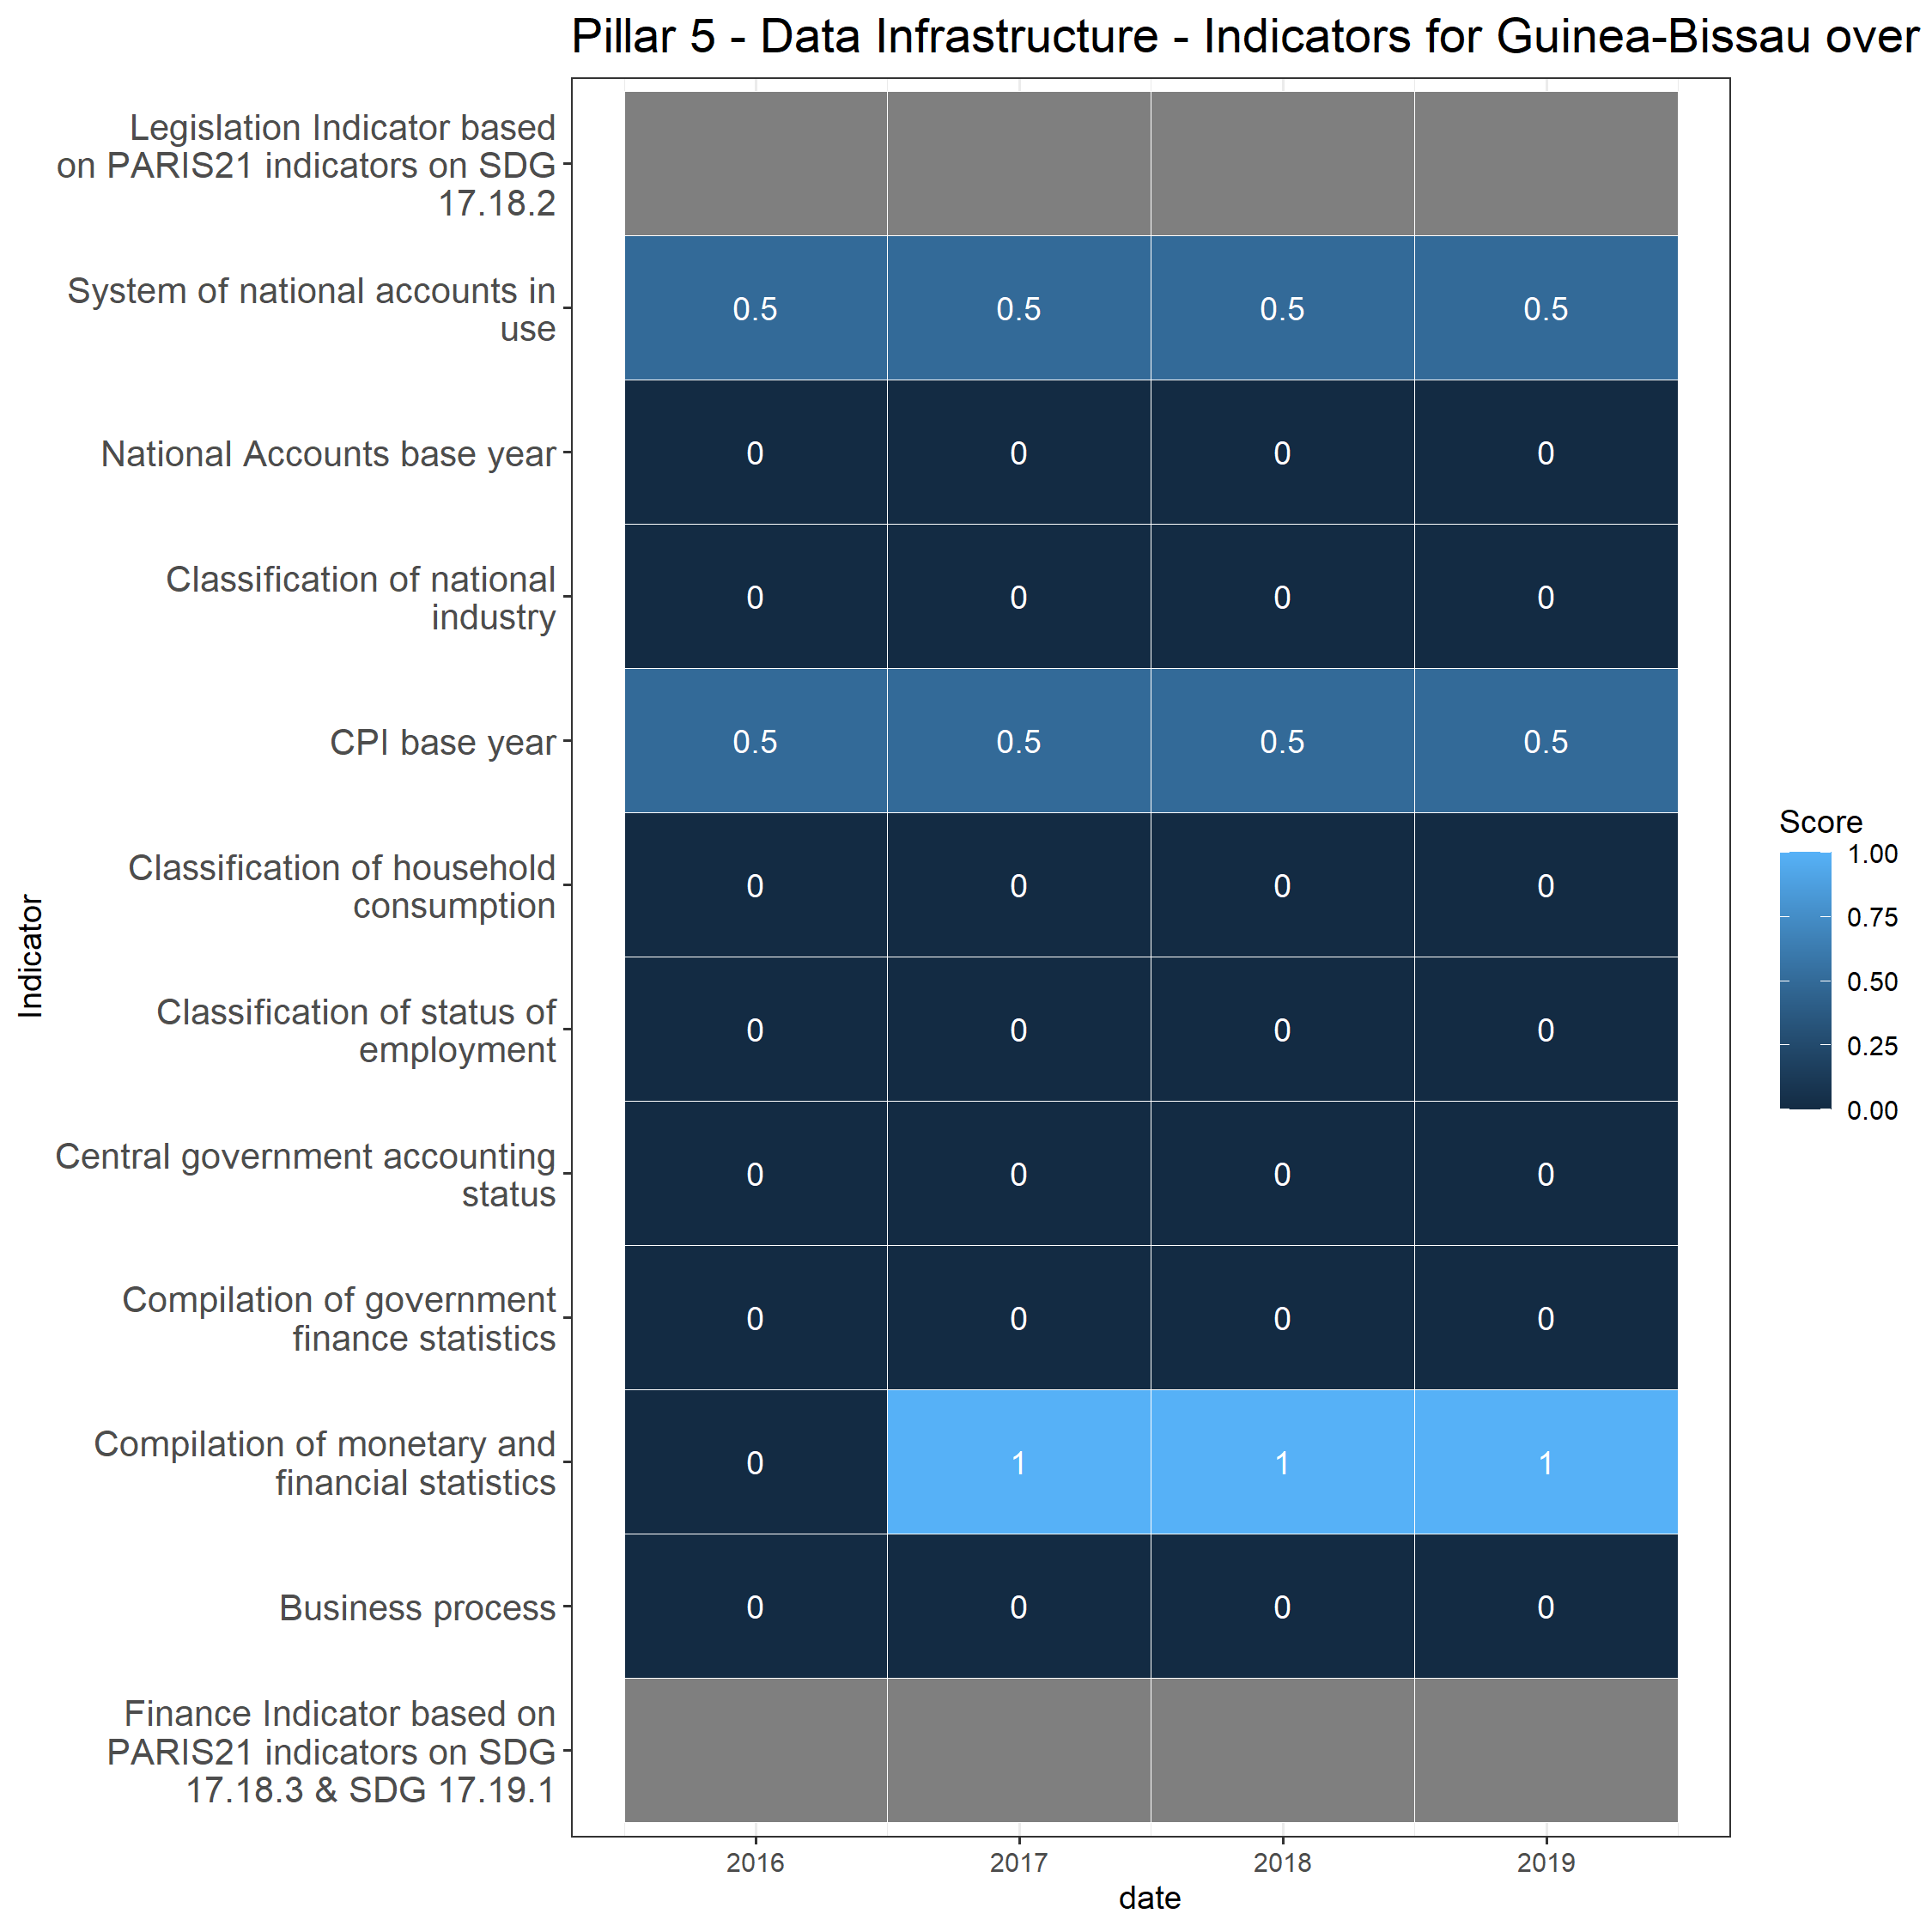 Pillar 5 - Data Infrastructure - Indicators for Guinea-Bissau over
Indicator
Legislation Indicator based
on PARIS21 indicators on SDG
17.18.2
System of national accounts in
use
0.5 0.5 0.5 0.5
National Accounts base year
0 0 0 0
Classification of national
industry
0 0 0 0
CPI base year
0.5 0.5 0.5 0.5
Classification of household
consumption
0 0 0 0
Classification of status of
employment
0 0 0 0
Central government accounting
status
0 0 0 0
Compilation of government
finance statistics
0 0 0 0
Compilation of monetary and
financial statistics
0 1 1 1
Business process
0 0 0 0
Finance Indicator based on
PARIS21 indicators on SDG
17.18.3 & SDG 17.19.1
2016 2017 2018 2019
date
Score
1.00
0.75
0.50
0.25
0.00